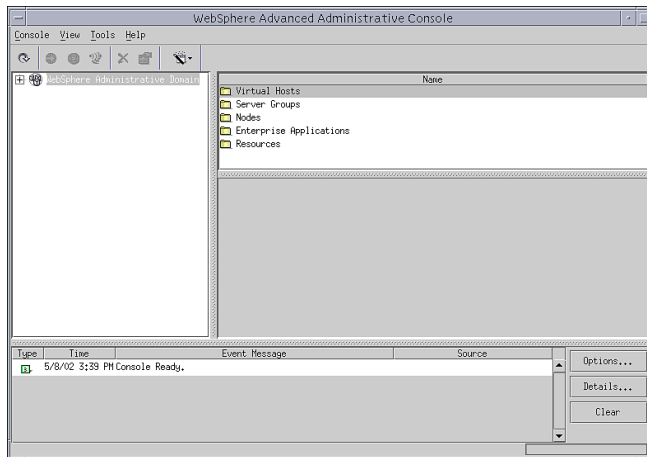 WebSphere Advanced Administrative Console
Console View Tools Help
WebSphere Administrative Domain
Name
Virtual Hosts
Server Groups
Nodes
Enterprise Applications
Resources
Type Time Event Message Source
5/8/02 3:39 PM Console Ready.
Options...
Details...
Clear